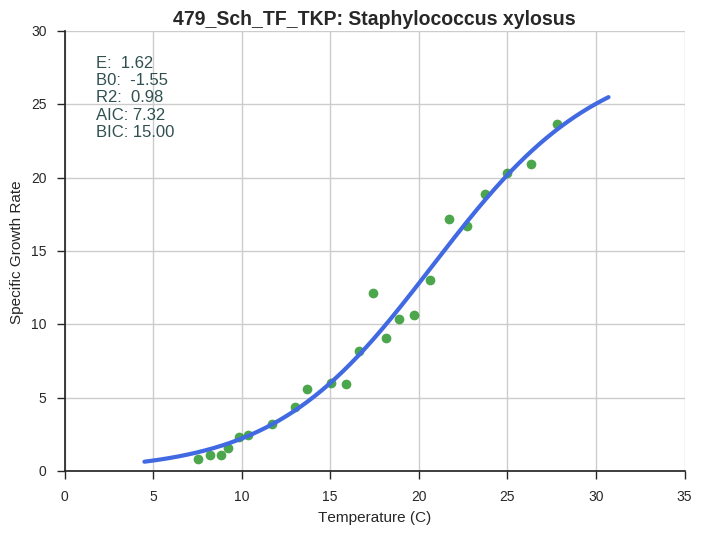 479_Sch_TF_TKP: Staphylococcus xylosus
30
25
20
15
10
5
0
E:  1.62
B0:  -1.55
R2:  0.98
AIC: 7.32
BIC: 15.00
Specific Growth Rate
0 5 10 15 20 25 30 35
Temperature (C)